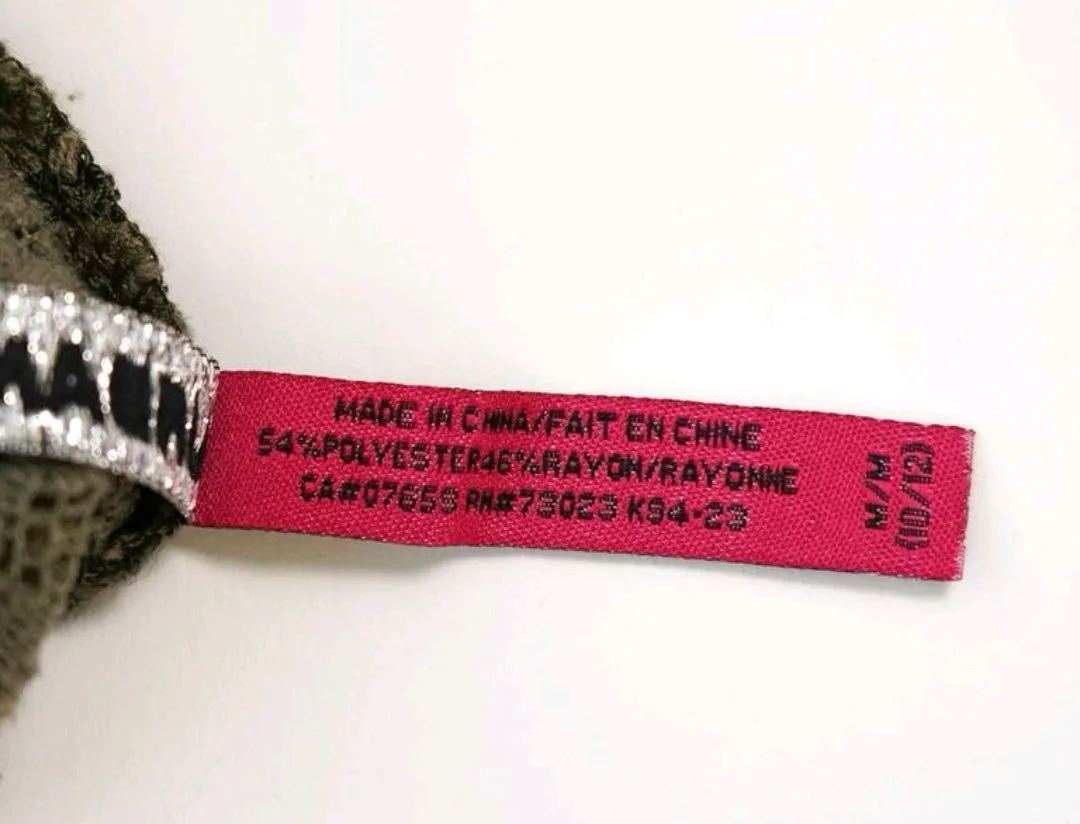 MADE IN CHINA/FAIT EN CHINE
54%POLYESTER46%RAYON/RAYONNE
CA#07659 RN#73023 K94-23
M/M
(10/12)